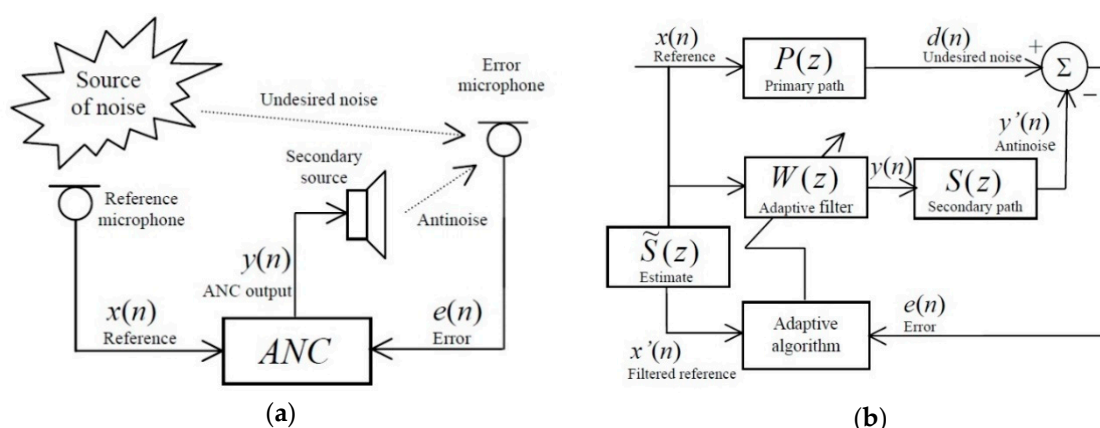 Source
of noise
Undesired noise
Error
microphone
Secondary
source
Reference
microphone
Antinoise
y(n)
ANC output
x(n)
Reference
e(n)
Error
ANC
(a)
x(n)
Reference
P(z)
Primary path
d(n)
Undesired noise
+
Σ
−
y’(n)
Antinoise
W(z)
Adaptive filter
y(n)
S(z)
Secondary path
S̃(z)
Estimate
e(n)
Error
Adaptive
algorithm
x’(n)
Filtered reference
(b)